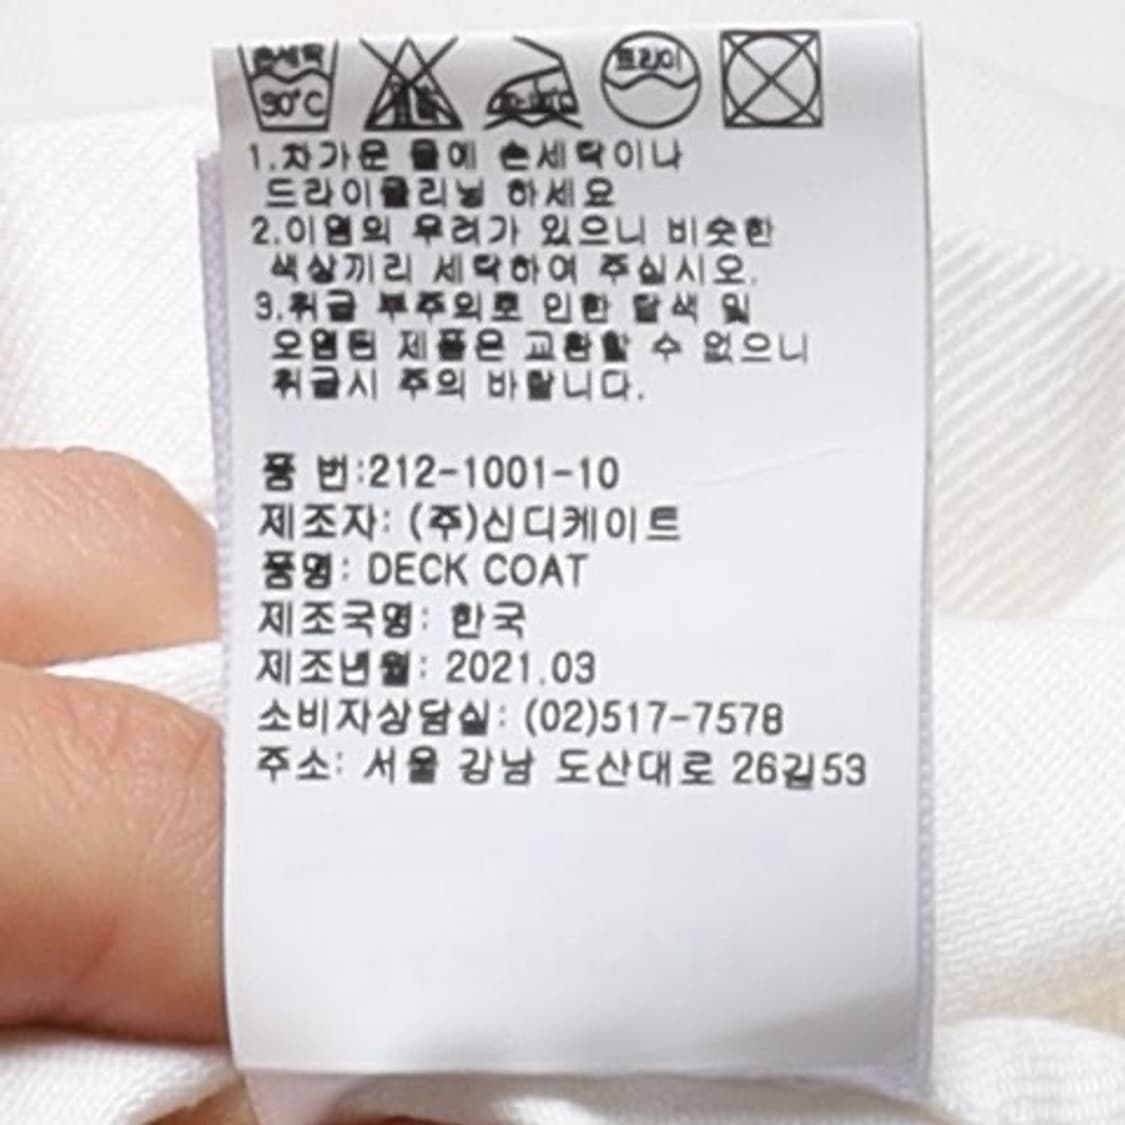 손세탁 드라이
30°C
1.차가운 물에 손세탁이나
드라이클리닝 하세요
2.이염의 우려가 있으니 비슷한
색상끼리 세탁하여 주십시오.
3.취급 부주의로 인한 탈색 및
오염된 제품은 교환할 수 없으니
취급시 주의 바랍니다.
품 번:212-1001-10
제조자: (주)신디케이트
품명: DECK COAT
제조국명: 한국
제조년월: 2021.03
소비자상담실: (02)517-7578
주소: 서울 강남 도산대로 26길53